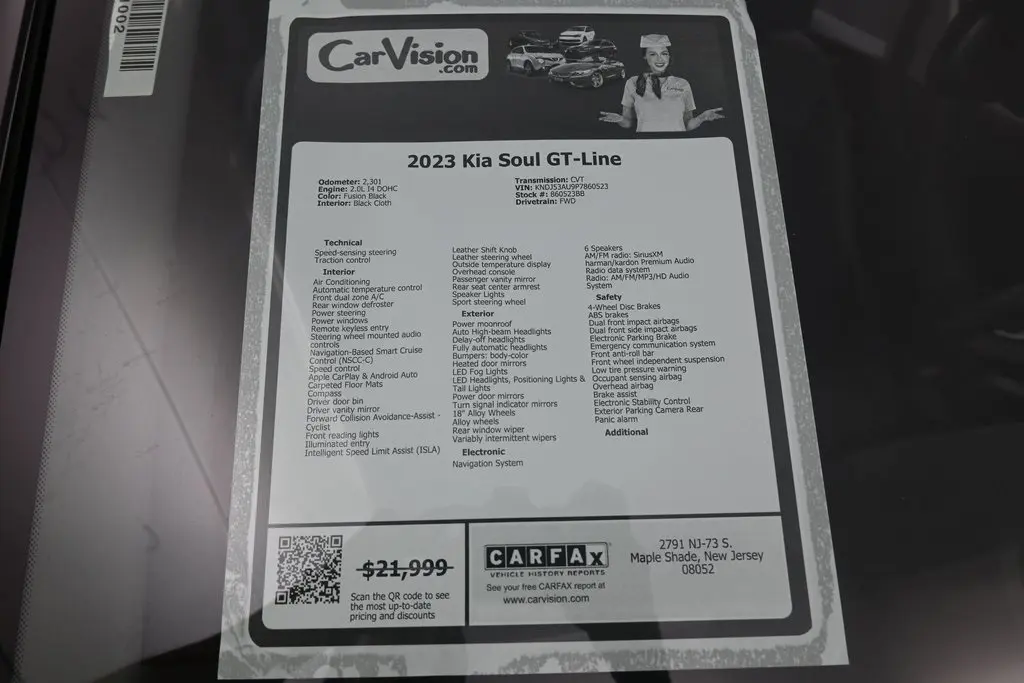 1002
CarVision
.com
2023 Kia Soul GT-Line
Odometer: 2,301
Engine: 2.0L I4 DOHC
Color: Fusion Black
Interior: Black Cloth
Transmission: CVT
VIN: KNDJ53AU9P7860523
Stock #: 860523BB
Drivetrain: FWD
Technical
Speed-sensing steering
Traction control
Interior
Air Conditioning
Automatic temperature control
Front dual zone A/C
Rear window defroster
Power steering
Power windows
Remote keyless entry
Steering wheel mounted audio
controls
Navigation-Based Smart Cruise
Control (NSCC-C)
Speed control
Apple CarPlay & Android Auto
Carpeted Floor Mats
Compass
Driver door bin
Driver vanity mirror
Forward Collision Avoidance-Assist -
Cyclist
Front reading lights
Illuminated entry
Intelligent Speed Limit Assist (ISLA)
Leather Shift Knob
Leather steering wheel
Outside temperature display
Overhead console
Passenger vanity mirror
Rear seat center armrest
Speaker Lights
Sport steering wheel
Exterior
Power moonroof
Auto High-beam Headlights
Delay-off headlights
Fully automatic headlights
Bumpers: body-color
Heated door mirrors
LED Fog Lights
LED Headlights, Positioning Lights &
Tail Lights
Power door mirrors
Turn signal indicator mirrors
18" Alloy Wheels
Alloy wheels
Rear window wiper
Variably intermittent wipers
Electronic
Navigation System
6 Speakers
AM/FM radio: SiriusXM
harman/kardon Premium Audio
Radio data system
Radio: AM/FM/MP3/HD Audio
System
Safety
4-Wheel Disc Brakes
ABS brakes
Dual front impact airbags
Dual front side impact airbags
Electronic Parking Brake
Emergency communication system
Front anti-roll bar
Front wheel independent suspension
Low tire pressure warning
Occupant sensing airbag
Overhead airbag
Brake assist
Electronic Stability Control
Exterior Parking Camera Rear
Panic alarm
Additional
$21,999
Scan the QR code to see
the most up-to-date
pricing and discounts
CARFAX
VEHICLE HISTORY REPORTS
See your free CARFAX report at
www.carvision.com
2791 NJ-73 S.
Maple Shade, New Jersey
08052